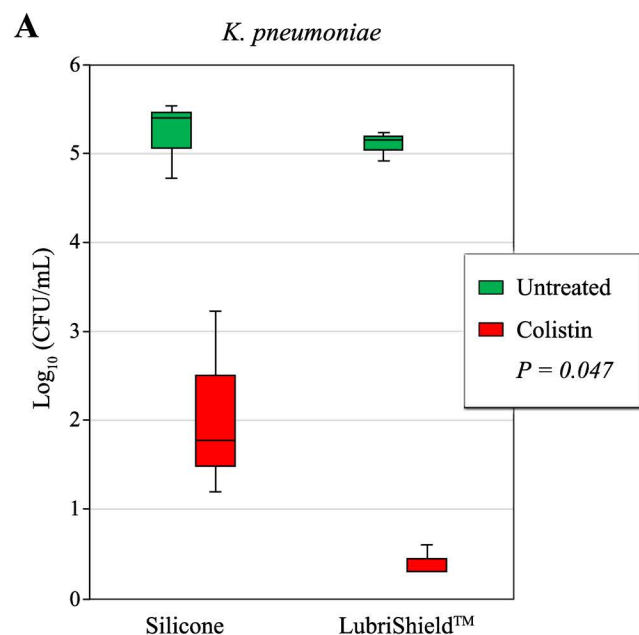 A
K. pneumoniae
6
5
4
3
2
1
0
Log₁₀ (CFU/mL)
Untreated
Colistin
P = 0.047
Silicone
LubriShield™